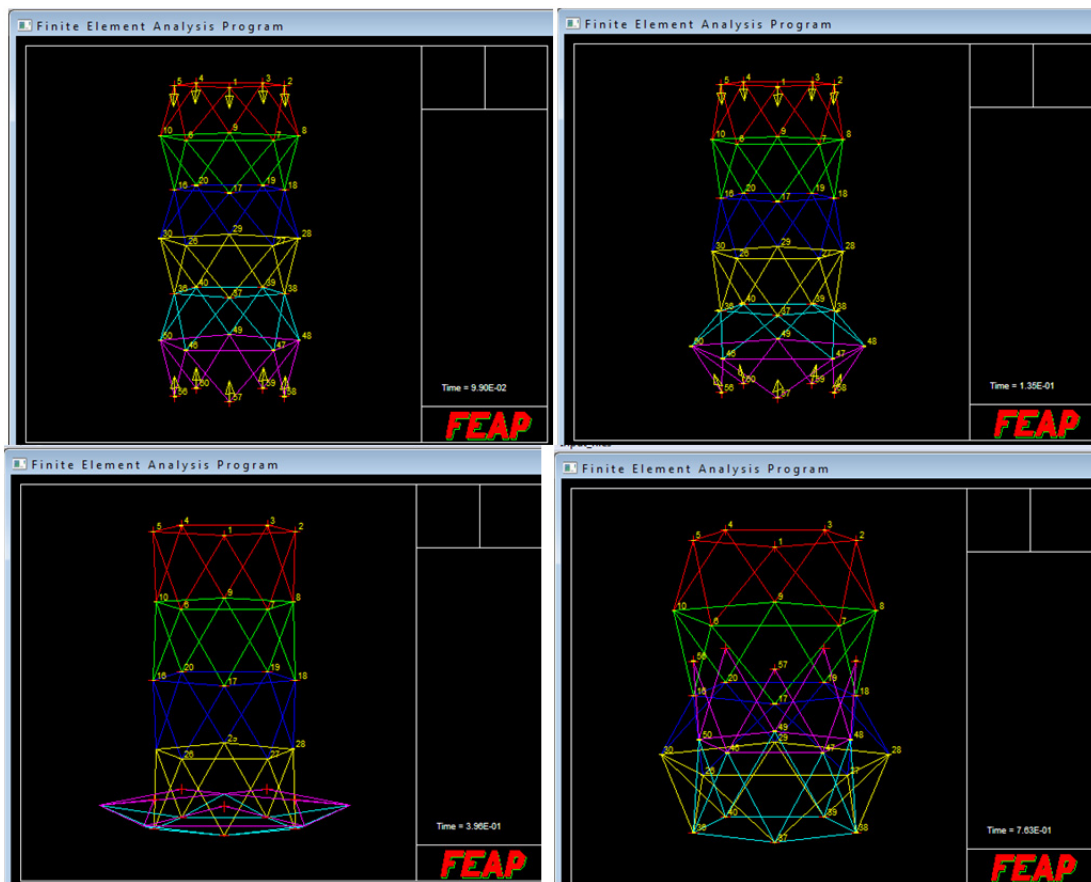 Finite Element Analysis Program
5 4 1 3 2
10 6 9 7 8
16 20 17 19 18
30 26 29 27 28
36 40 37 39 38
50 46 49 47 48
56 60 57 59 58
Time = 9.90E-02
FEAP
Finite Element Analysis Program
5 4 1 3 2
10 6 9 7 8
16 20 17 19 18
30 26 29 27 28
36 40 37 39 38
50 46 49 47 48
56 60 57 59 58
Time = 1.35E-01
FEAP
Finite Element Analysis Program
5 4 1 3 2
10 6 9 7 8
16 20 17 19 18
26 27 28
Time = 3.96E-01
FEAP
Finite Element Analysis Program
5 4 1 3 2
10 6 9 7 8
56 57
16 20 17 19 18
50 46 49 47 48
30 26 29 27 28
36 40 37 39 38
Time = 7.63E-01
FEAP